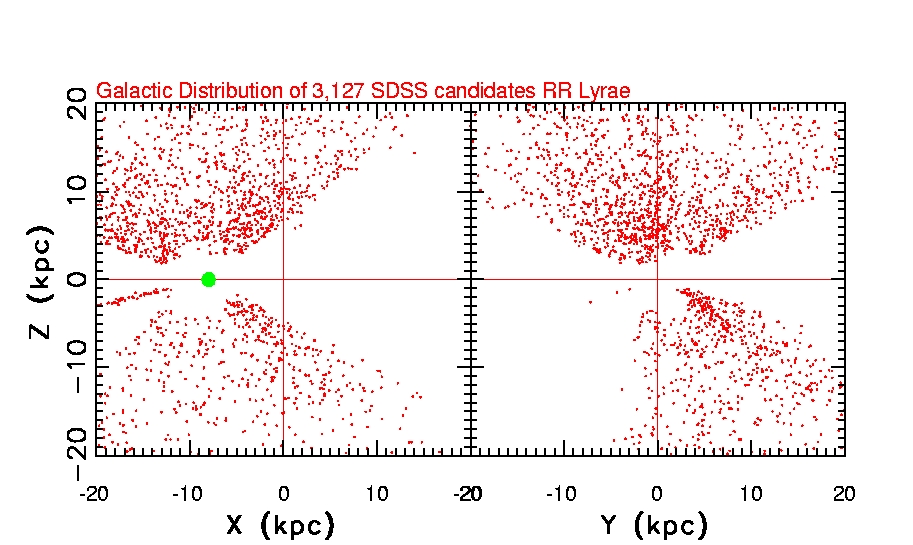 Galactic Distribution of 3,127 SDSS candidates RR Lyrae
20
10
0
-10
-20
Z (kpc)
-20 -10 0 10 -20 20 -10 0 10 20
X (kpc) Y (kpc)